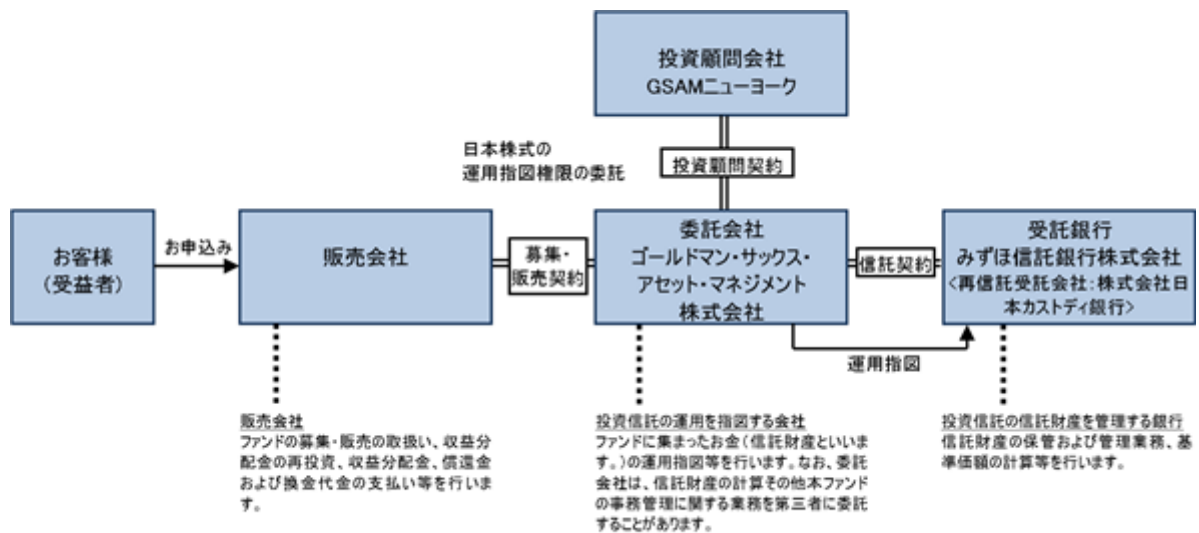 投資顧問会社
GSAMニューヨーク
日本株式の
運用指図権限の委託
投資顧問契約
お客様
（受益者）
お申込み
販売会社
募集・
販売契約
委託会社
ゴールドマン・サックス・
アセット・マネジメント
株式会社
信託契約
受託銀行
みずほ信託銀行株式会社
<再信託受託会社：株式会社日
本カストディ銀行>
運用指図
販売会社
ファンドの募集・販売の取扱い、収益分
配金の再投資、収益分配金、償還金
および換金代金の支払い等を行いま
す。
投資信託の運用を指図する会社
ファンドに集まったお金（信託財産といいま
す。）の運用指図等を行います。なお、委託
会社は、信託財産の計算その他本ファンド
の事務管理に関する業務を第三者に委託
することがあります。
投資信託の信託財産を管理する銀行
信託財産の保管および管理業務、基
準価額の計算等を行います。